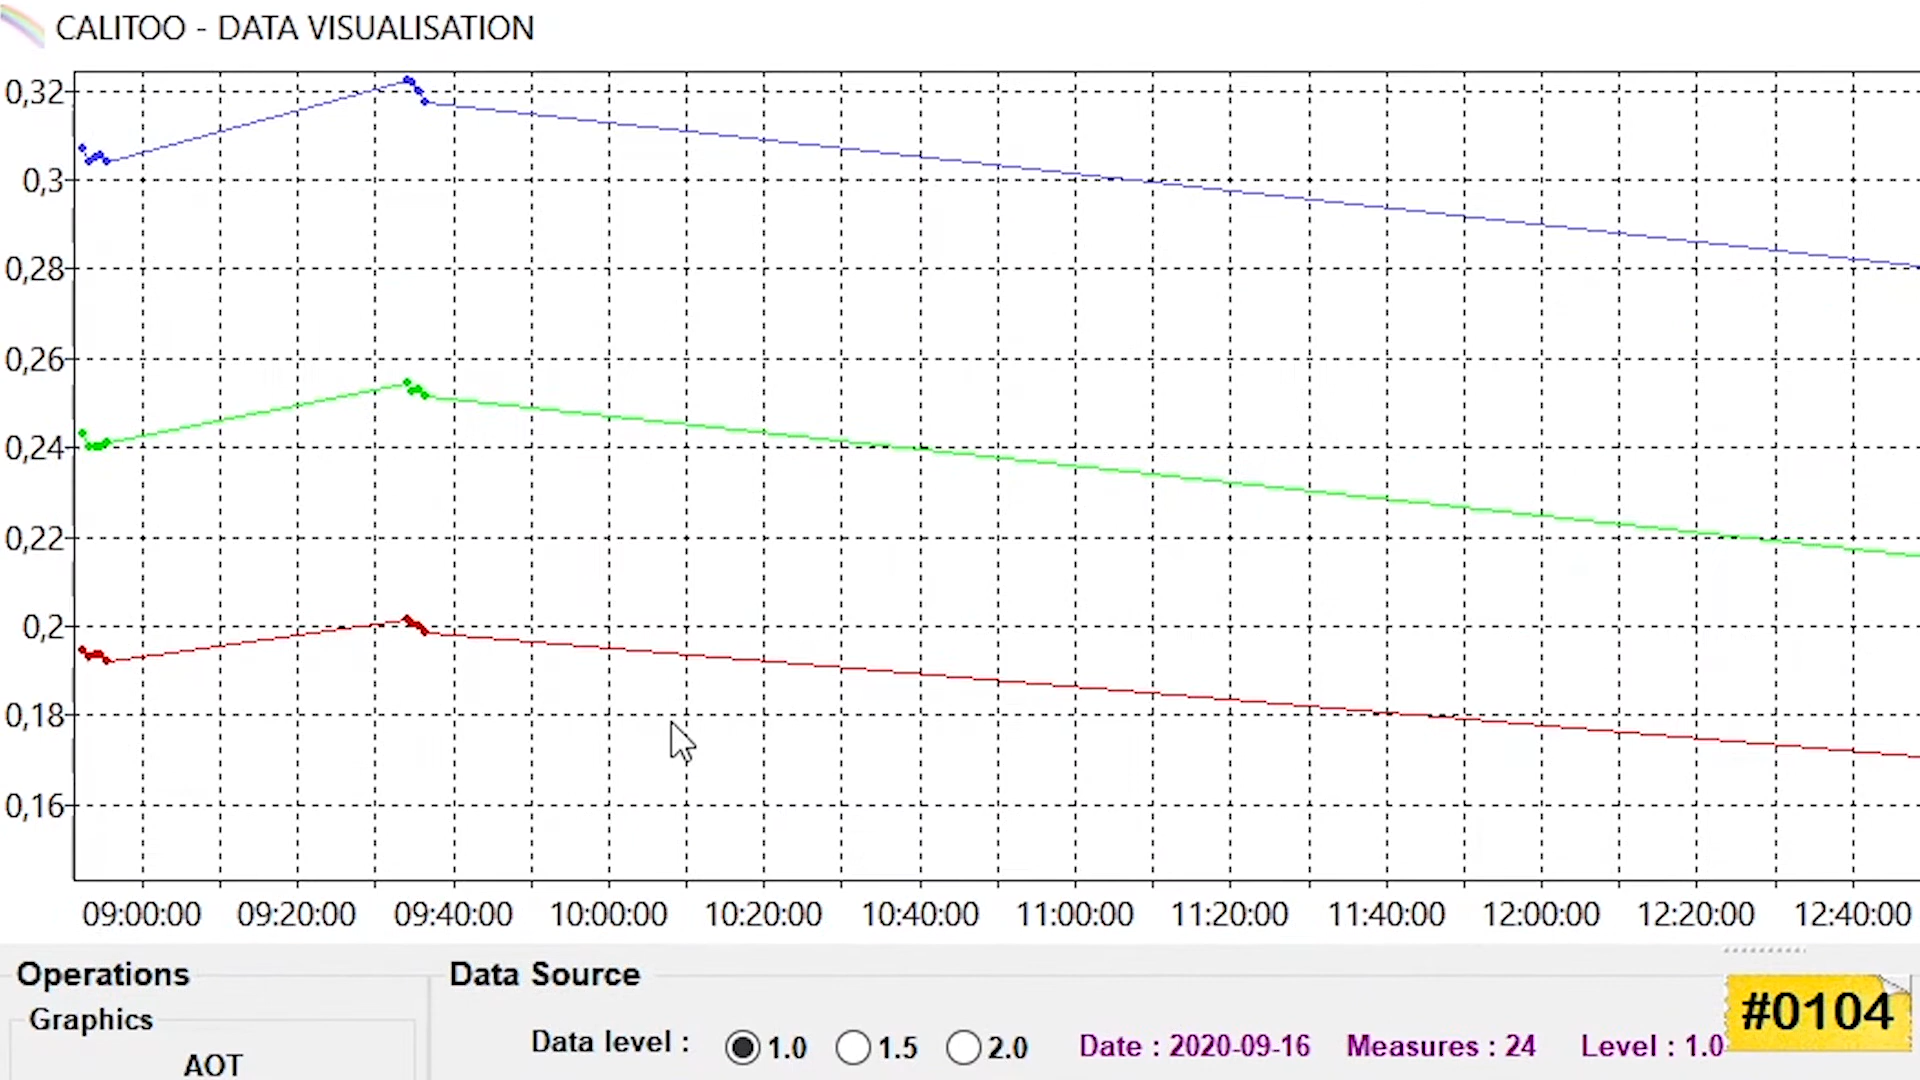 CALITOO - DATA VISUALISATION
0,32
0,3
0,28
0,26
0,24
0,22
0,2
0,18
0,16
09:00:00 09:20:00 09:40:00 10:00:00 10:20:00 10:40:00 11:00:00 11:20:00 11:40:00 12:00:00 12:20:00 12:40:00
Operations
Data Source
#0104
Graphics
Data level : 1.0 1.5 2.0 Date : 2020-09-16 Measures : 24 Level : 1.0
AOT